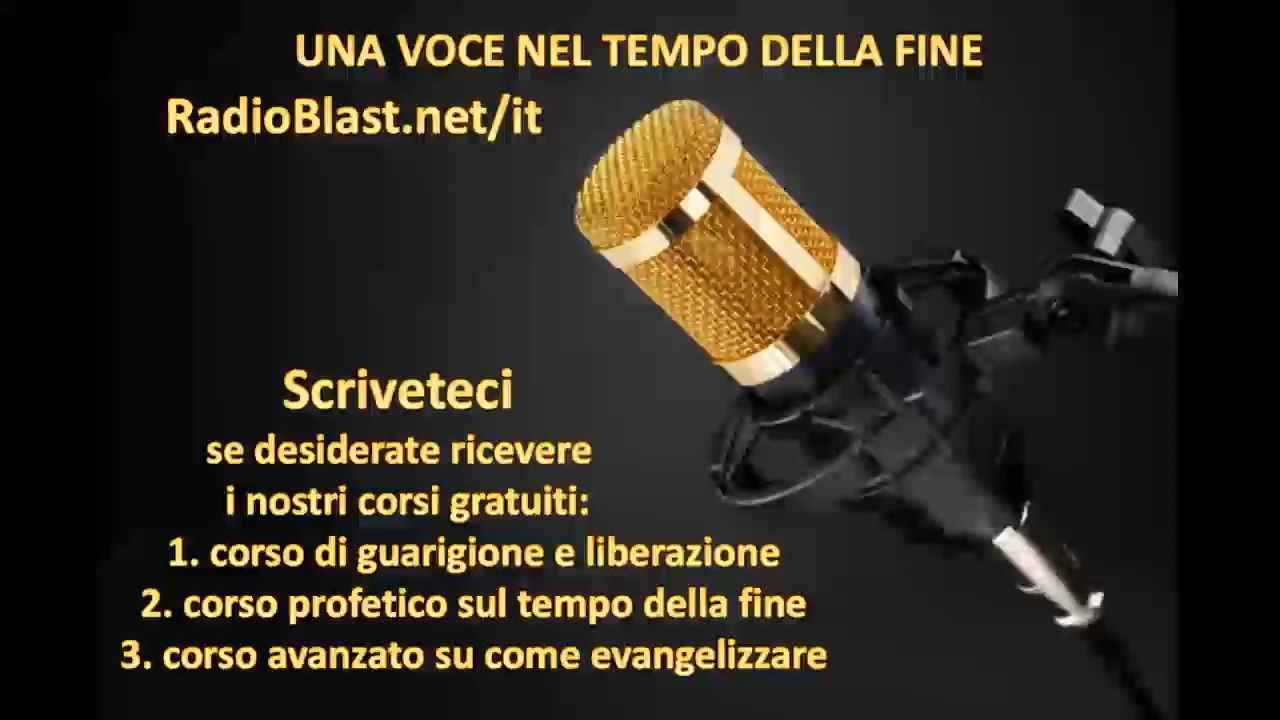 UNA VOCE NEL TEMPO DELLA FINE
RadioBlast.net/it
Scriveteci
se desiderate ricevere
i nostri corsi gratuiti:
1. corso di guarigione e liberazione
2. corso profetico sul tempo della fine
3. corso avanzato su come evangelizzare